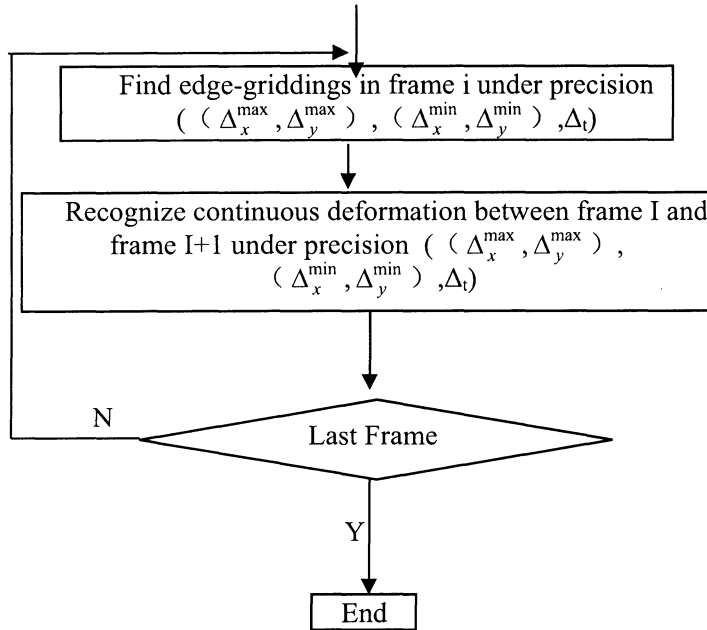 Find edge-griddings in frame i under precision
( （Δ_x^max , Δ_y^max） , （Δ_x^min , Δ_y^min） ,Δ_t)
Recognize continuous deformation between frame I and
frame I+1 under precision (（Δ_x^max , Δ_y^max） ,
（Δ_x^min , Δ_y^min） ,Δ_t)
N
Last Frame
Y
End